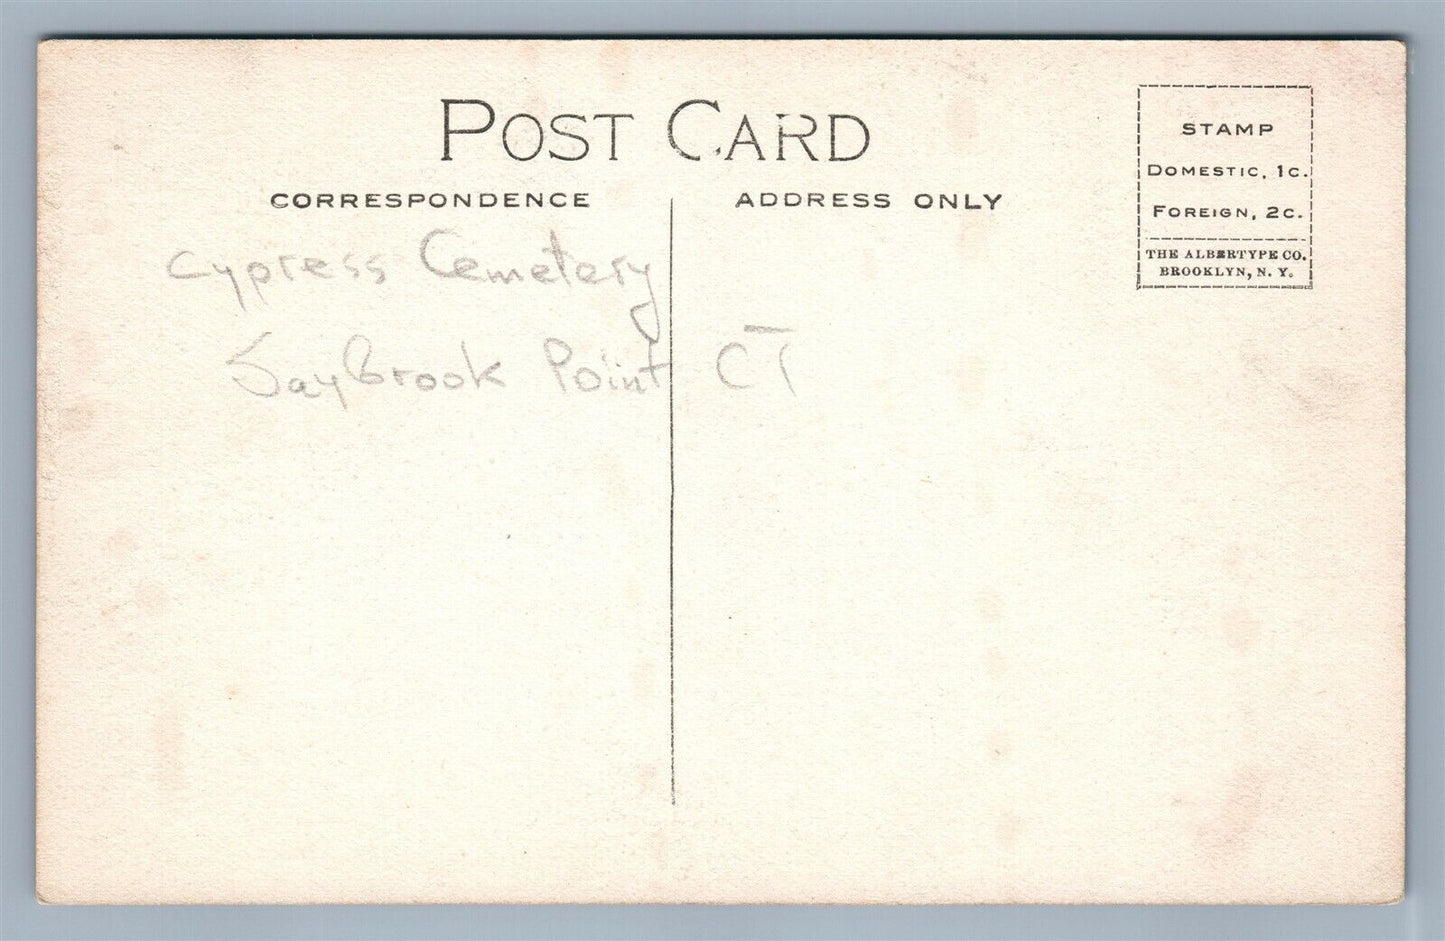 POST CARD
CORRESPONDENCE
ADDRESS ONLY
STAMP
DOMESTIC, 1C.
FOREIGN, 2C.
THE ALBERTYPE CO.
BROOKLYN, N. Y.
Cypress Cemetery
SayBrook Point CT